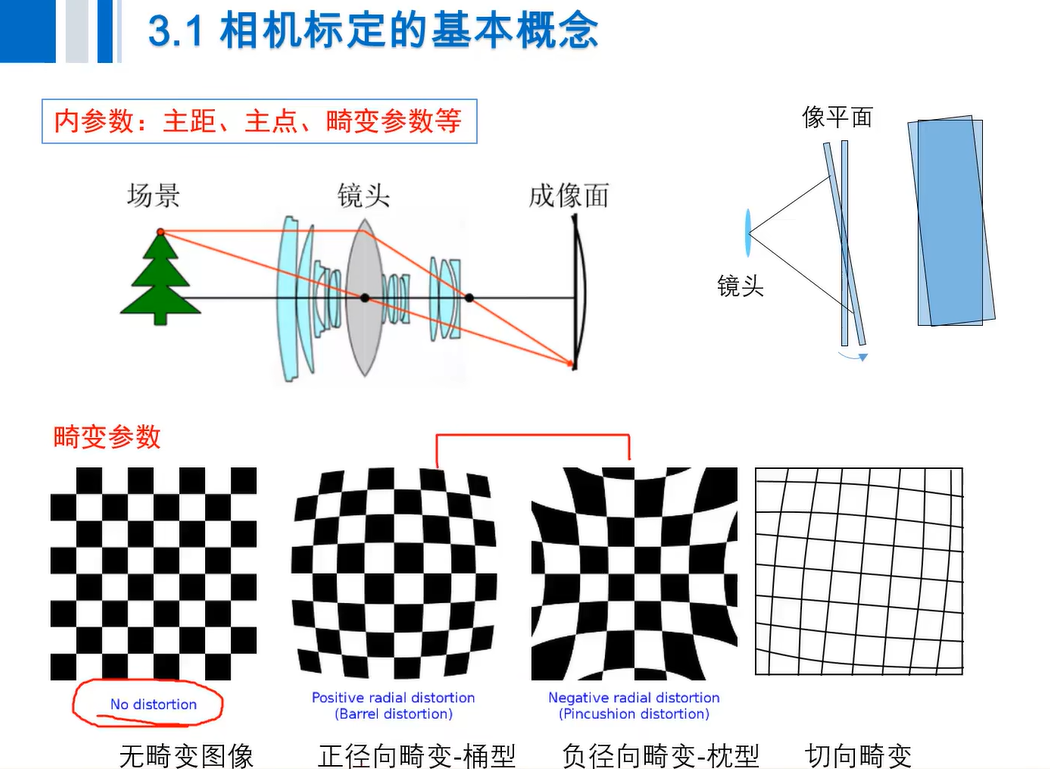 3.1 相机标定的基本概念
内参数：主距、主点、畸变参数等
像平面
场景
镜头
成像面
镜头
畸变参数
No distortion
Positive radial distortion
(Barrel distortion)
Negative radial distortion
(Pincushion distortion)
无畸变图像
正径向畸变-桶型
负径向畸变-枕型
切向畸变